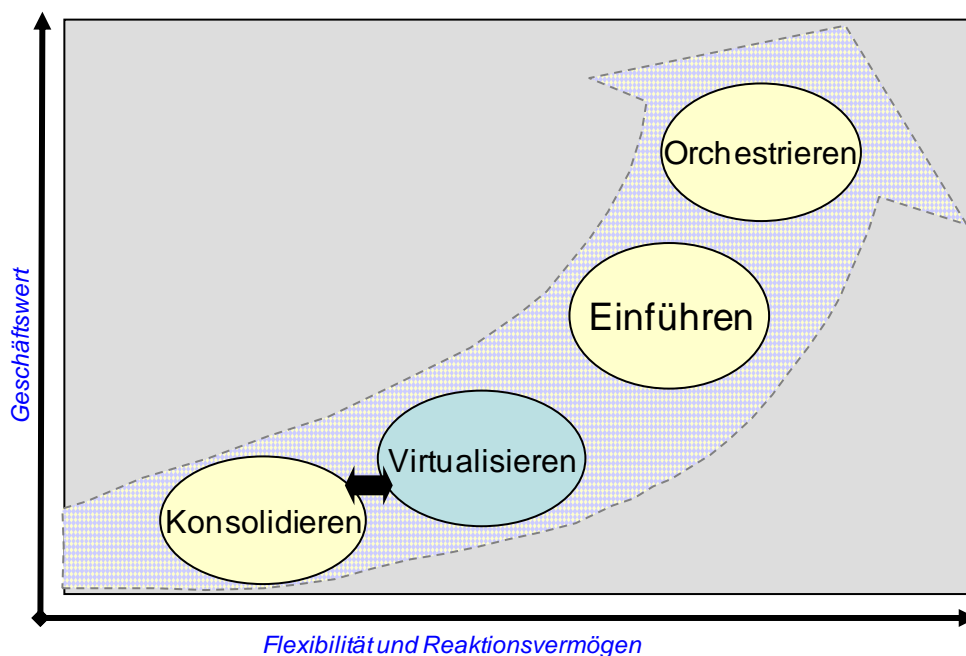 Orchestrieren
Einführen
Geschäftswert
Virtualisieren
Konsolidieren
Flexibilität und Reaktionsvermögen